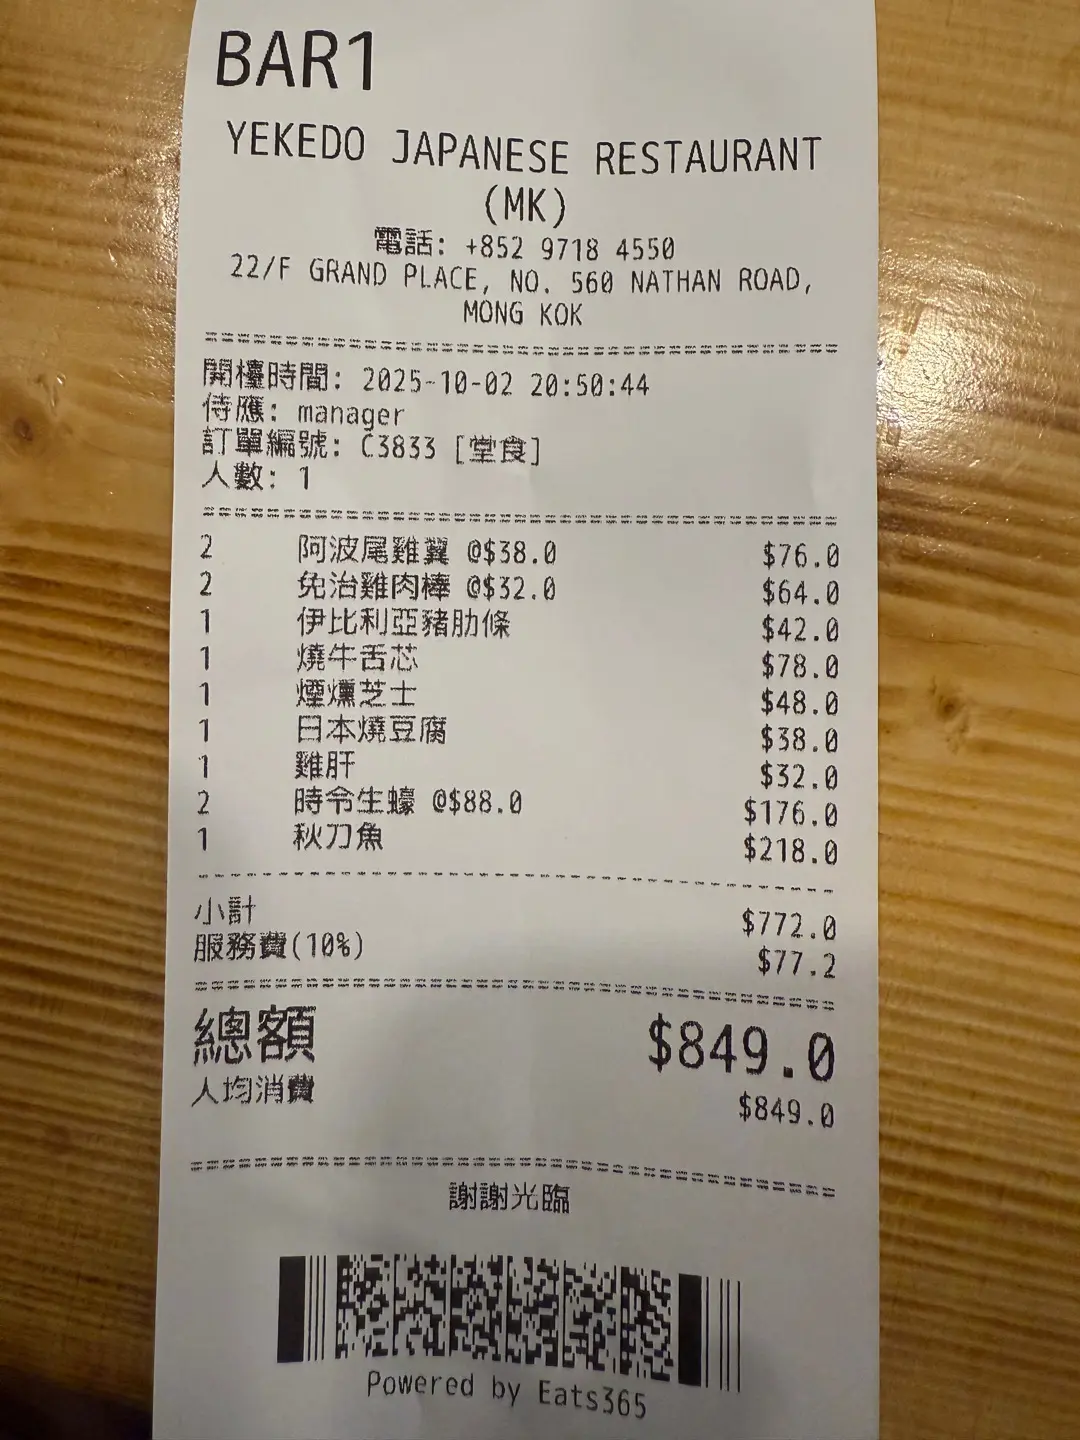 BAR1
YEKEDO JAPANESE RESTAURANT
(MK)
電話: +852 9718 4550
22/F GRAND PLACE, NO. 560 NATHAN ROAD,
MONG KOK
開檯時間: 2025-10-02 20:50:44
侍應: manager
訂單編號: C3833 [堂食]
人數: 1
2 阿波尾雞翼 @$38.0 $76.0
2 免治雞肉棒 @$32.0 $64.0
1 伊比利亞豬肋條 $42.0
1 燒牛舌芯 $78.0
1 煙燻芝士 $48.0
1 日本燒豆腐 $38.0
1 雞肝 $32.0
2 時令生蠔 @$88.0 $176.0
1 秋刀魚 $218.0
小計 $772.0
服務費(10%) $77.2
總額 $849.0
人均消費 $849.0
謝謝光臨
Powered by Eats365